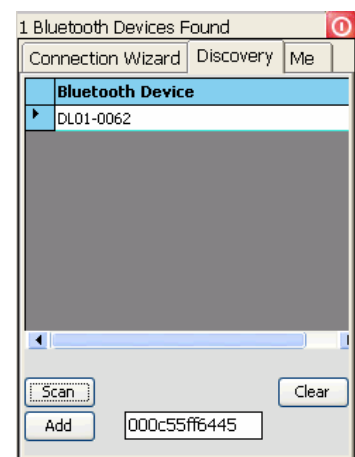 1 Bluetooth Devices Found
Connection Wizard Discovery Me
Bluetooth Device
DL01-0062
Scan Clear
Add 000c55ff6445